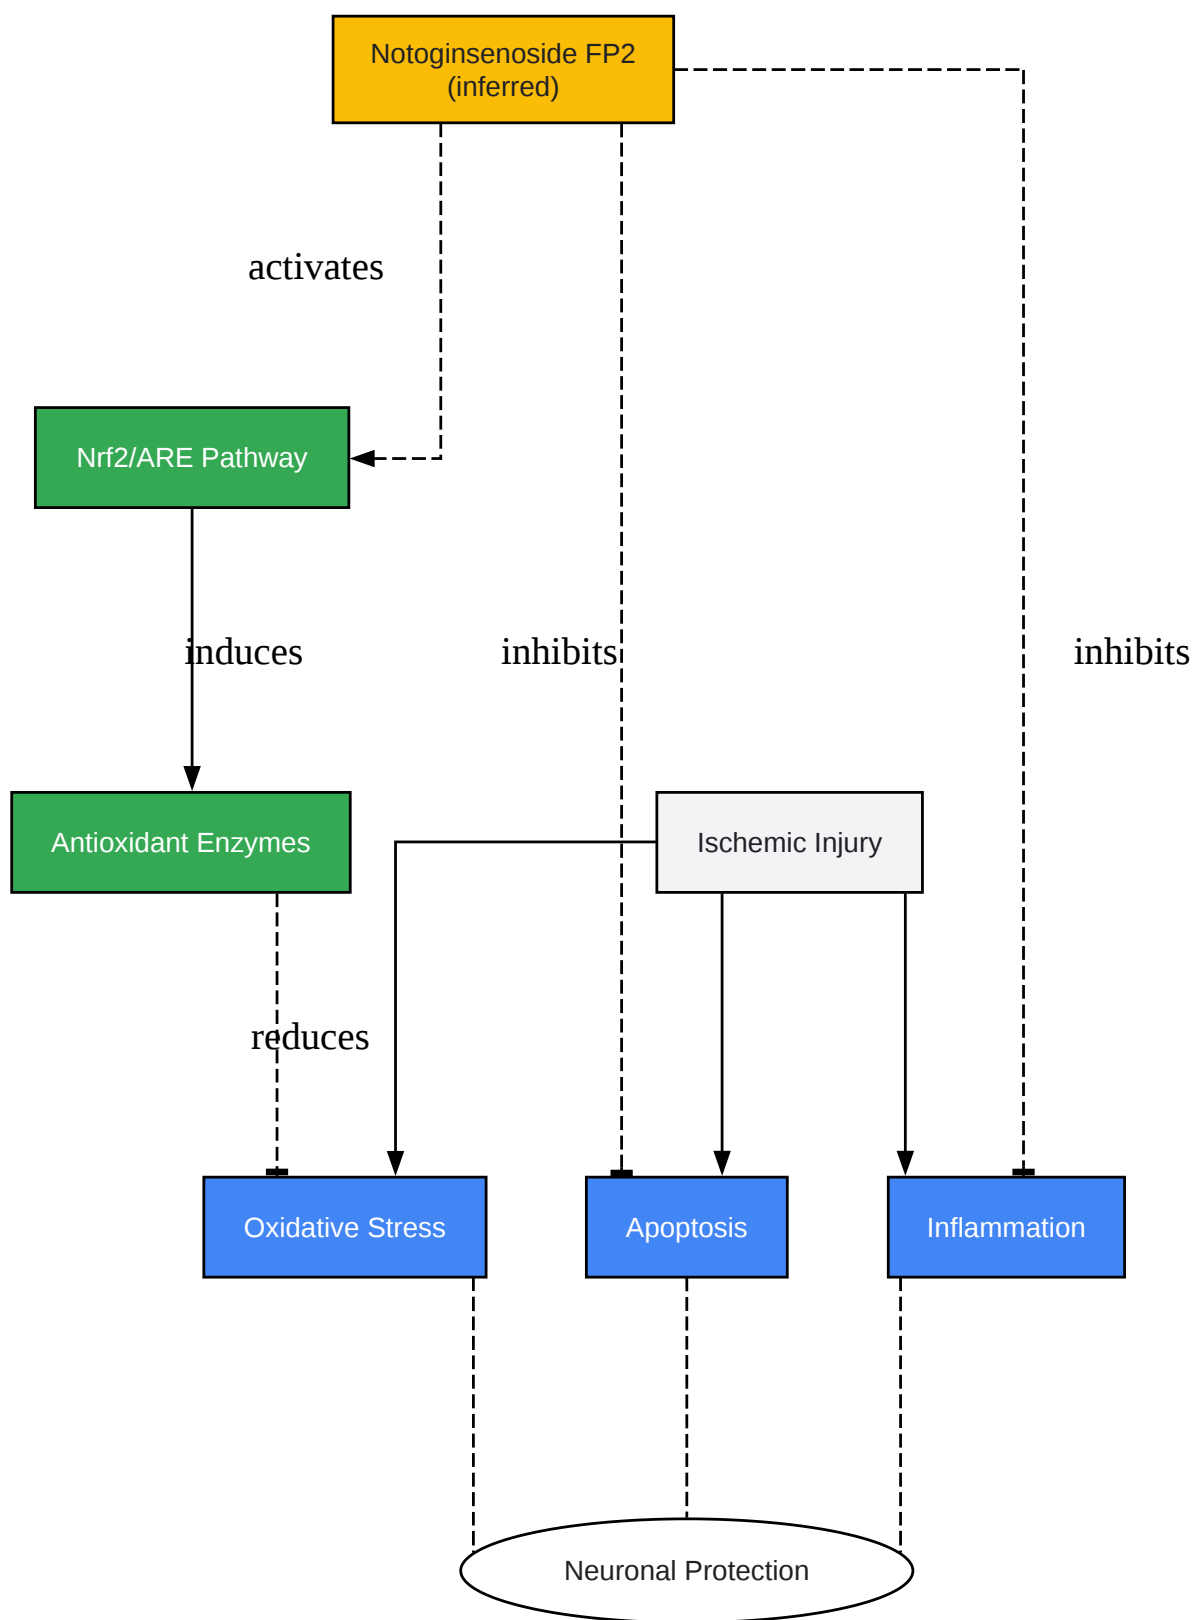 Notoginsenoside FP2
(inferred)
activates
Nrf2/ARE Pathway
induces
inhibits
inhibits
Antioxidant Enzymes
Ischemic Injury
reduces
Oxidative Stress
Apoptosis
Inflammation
Neuronal Protection